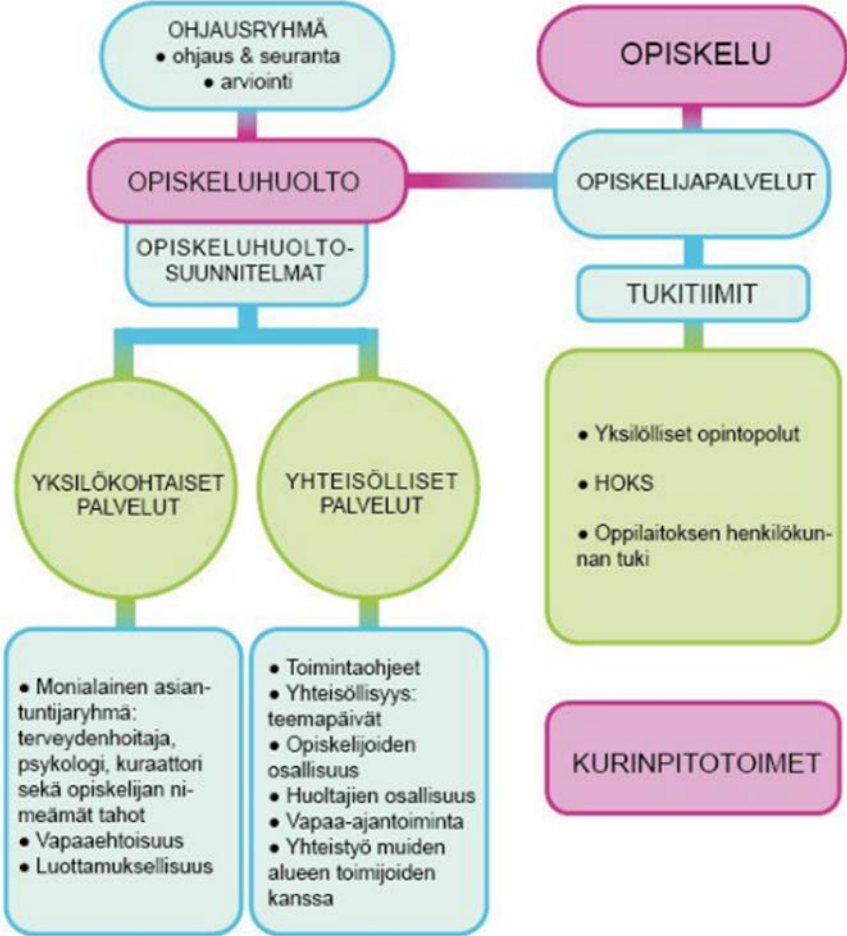 OHJAUSRYHMÄ
● ohjaus & seuranta
● arviointi
OPISKELUHUOLTO
OPISKELUHUOLTO-
SUUNNITELMAT
YKSILÖKOHTAISET
PALVELUT
YHTEISÖLLISET
PALVELUT
● Monialainen asian-
tuntijaryhmä:
terveydenhoitaja,
psykologi, kuraattori
sekä opiskelijan ni-
meämät tahot
● Vapaaehtoisuus
● Luottamuksellisuus
● Toimintaohjeet
● Yhteisöllisyys:
teemapäivät
● Opiskelijoiden
osallisuus
● Huoltajien osallisuus
● Vapaa-ajantoiminta
● Yhteistyö muiden
alueen toimijoiden
kanssa
OPISKELU
OPISKELIJAPALVELUT
TUKITIIMIT
● Yksilölliset opintopolut
● HOKS
● Oppilaitoksen henkilökun-
nan tuki
KURINPITOTOIMET